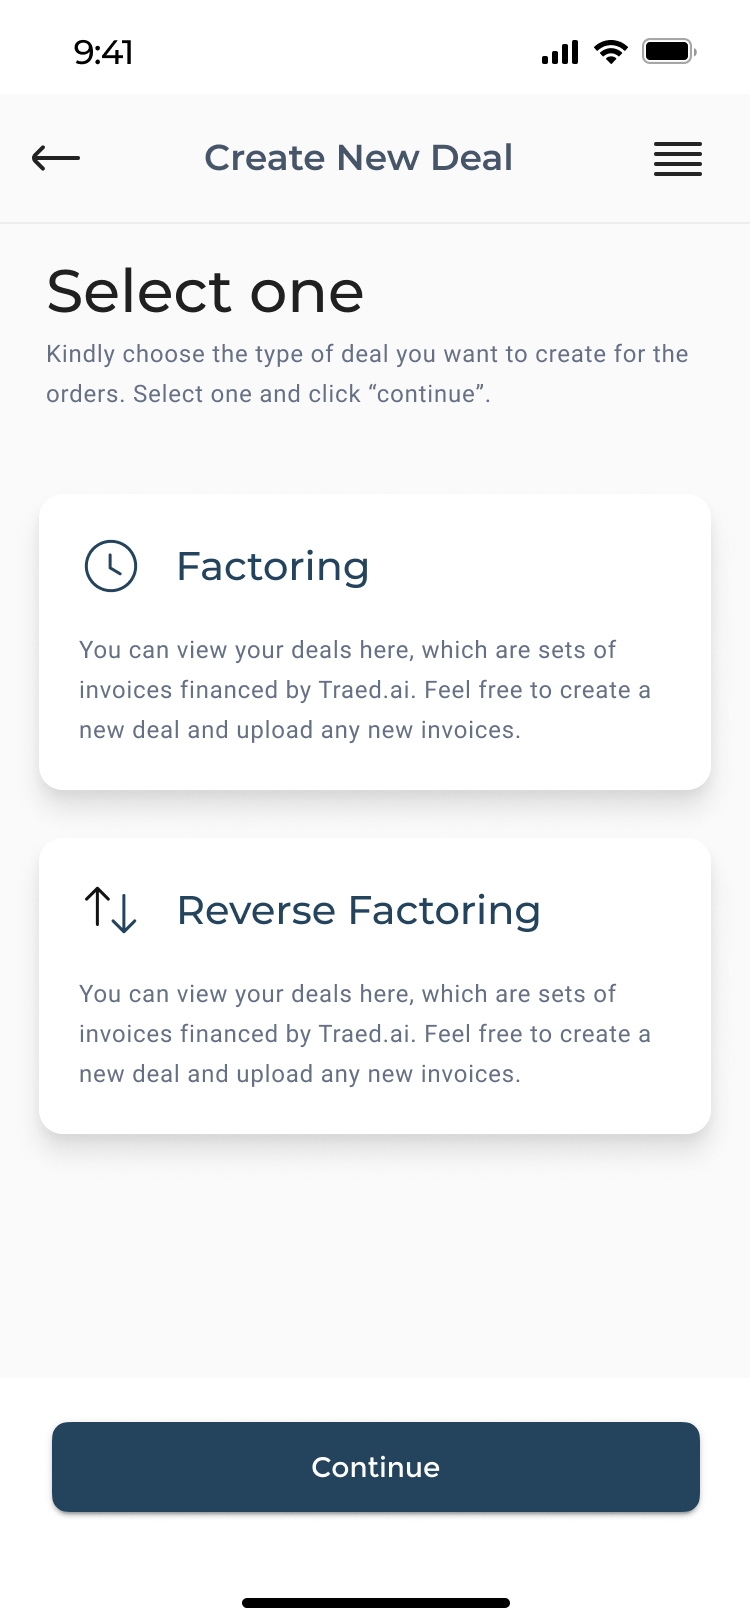 9:41
Create New Deal
Select one
Kindly choose the type of deal you want to create for the
orders. Select one and click “continue”.
Factoring
You can view your deals here, which are sets of
invoices financed by Traed.ai. Feel free to create a
new deal and upload any new invoices.
Reverse Factoring
You can view your deals here, which are sets of
invoices financed by Traed.ai. Feel free to create a
new deal and upload any new invoices.
Continue